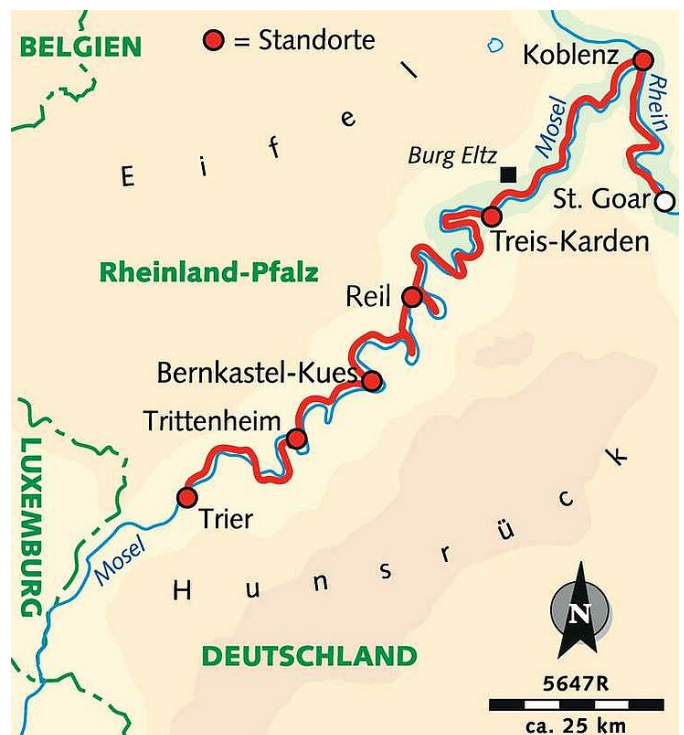 BELGIEN
= Standorte
Koblenz
Rhein
Mosel
Eifel
Burg Eltz
St. Goar
Treis-Karden
Rheinland-Pfalz
Reil
Bernkastel-Kues
Trittenheim
LUXEMBURG
Trier
Mosel
Hunsrück
DEUTSCHLAND
N
5647R
ca. 25 km